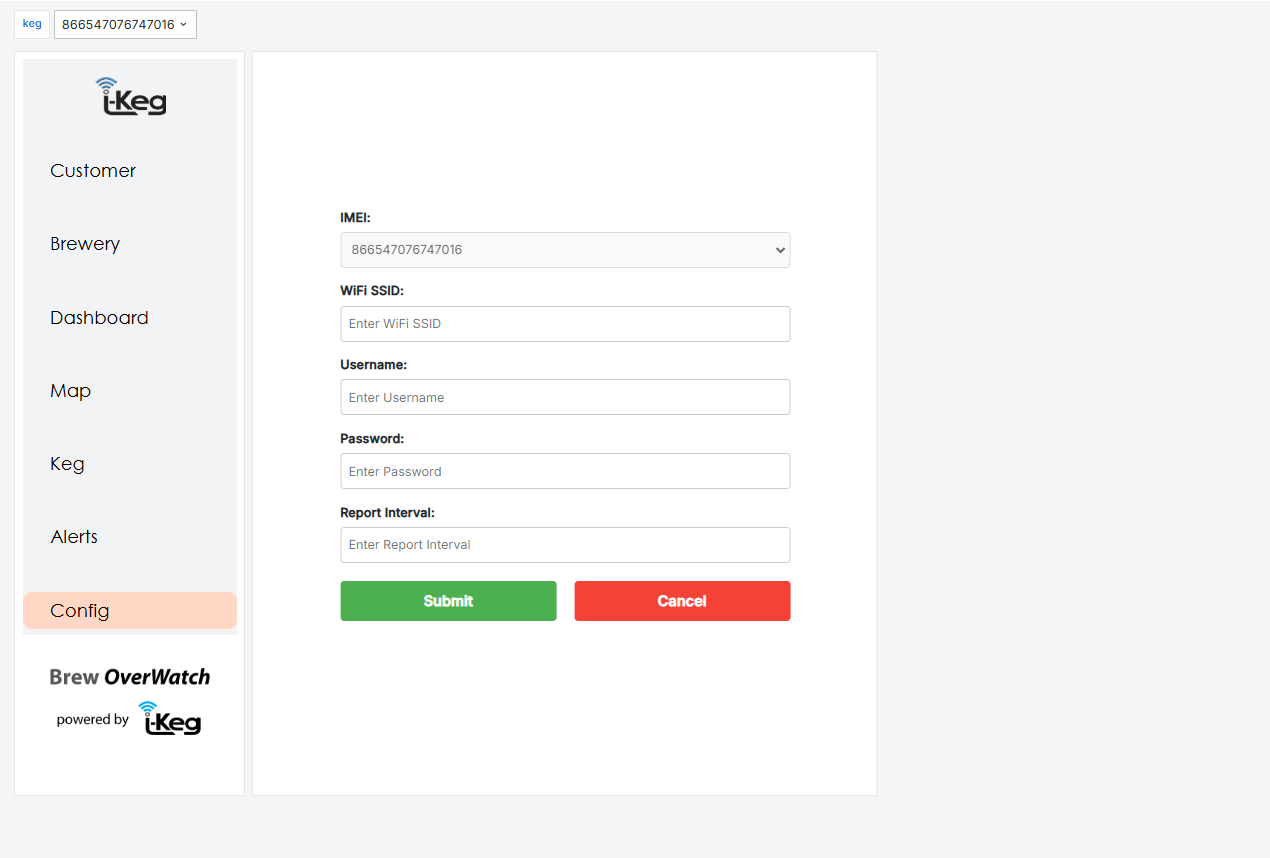 keg 866547076747016
i-Keg
Customer
Brewery
Dashboard
Map
Keg
Alerts
Config
Brew OverWatch
powered by i-Keg
IMEI:
866547076747016
WiFi SSID:
Enter WiFi SSID
Username:
Enter Username
Password:
Enter Password
Report Interval:
Enter Report Interval
Submit Cancel